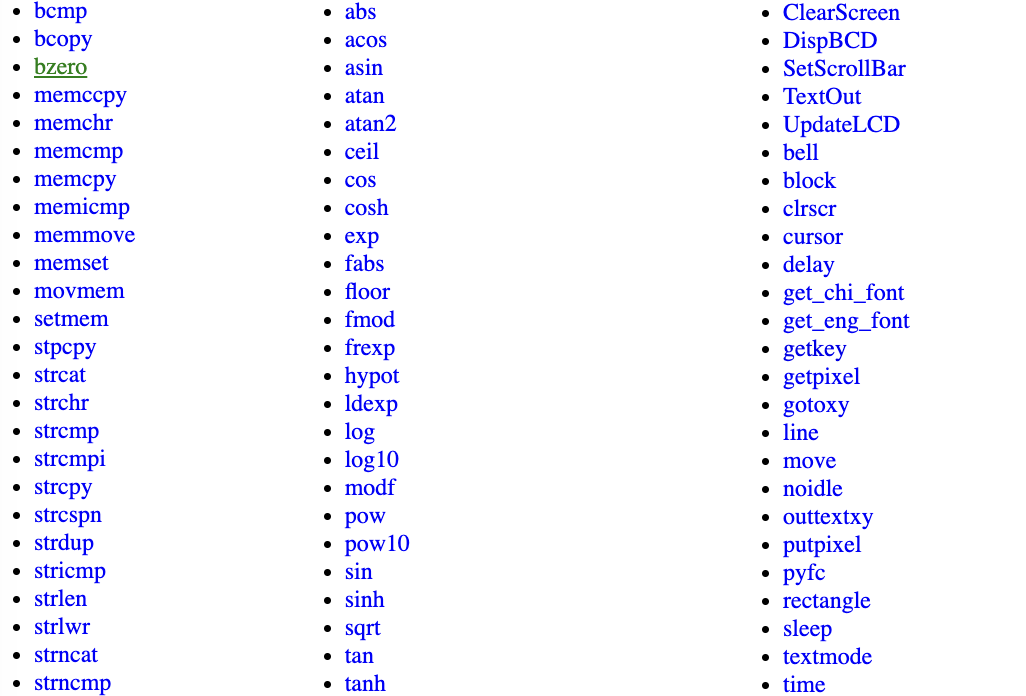 bcmp
bcopy
bzero
memccpy
memchr
memcmp
memcpy
memicmp
memmove
memset
movmem
setmem
stpcpy
strcat
strchr
strcmp
strcmpi
strcpy
strcspn
strdup
stricmp
strlen
strlwr
strncat
strncmp
abs
acos
asin
atan
atan2
ceil
cos
cosh
exp
fabs
floor
fmod
frexp
hypot
ldexp
log
log10
modf
pow
pow10
sin
sinh
sqrt
tan
tanh
ClearScreen
DispBCD
SetScrollBar
TextOut
UpdateLCD
bell
block
clrscr
cursor
delay
get_chi_font
get_eng_font
getkey
getpixel
gotoxy
line
move
noidle
outtextxy
putpixel
pyfc
rectangle
sleep
textmode
time